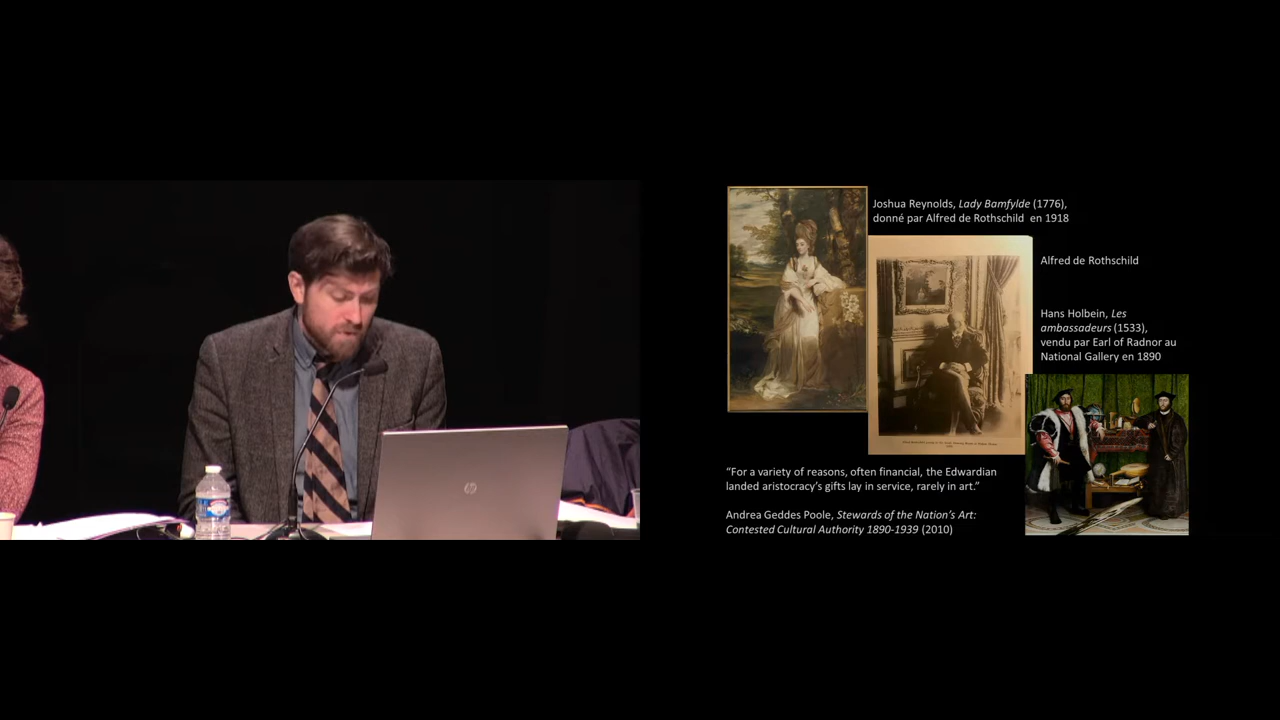 Joshua Reynolds, Lady Bamfylde (1776),
donné par Alfred de Rothschild en 1918
Alfred de Rothschild
Hans Holbein, Les
ambassadeurs (1533),
vendu par Earl of Radnor au
National Gallery en 1890
“For a variety of reasons, often financial, the Edwardian
landed aristocracy’s gifts lay in service, rarely in art.”
Andrea Geddes Poole, Stewards of the Nation’s Art:
Contested Cultural Authority 1890-1939 (2010)
hp